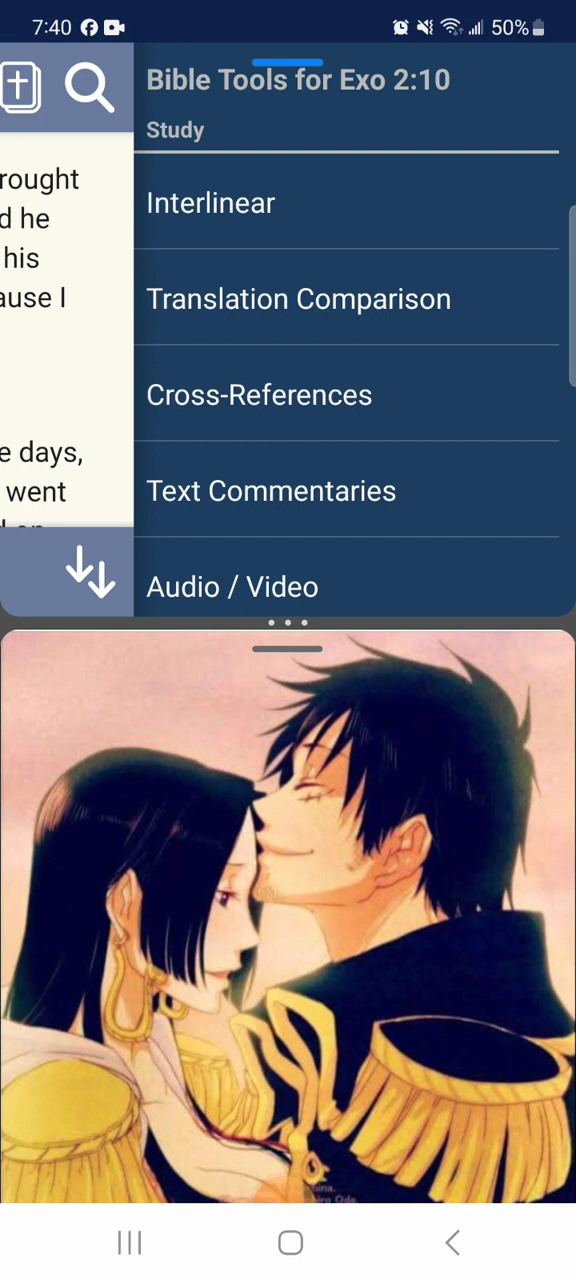 7:40
50%
Bible Tools for Exo 2:10
Study
rought
d he
his
ause I
e days,
went
Interlinear
Translation Comparison
Cross-References
Text Commentaries
Audio / Video
Oda.